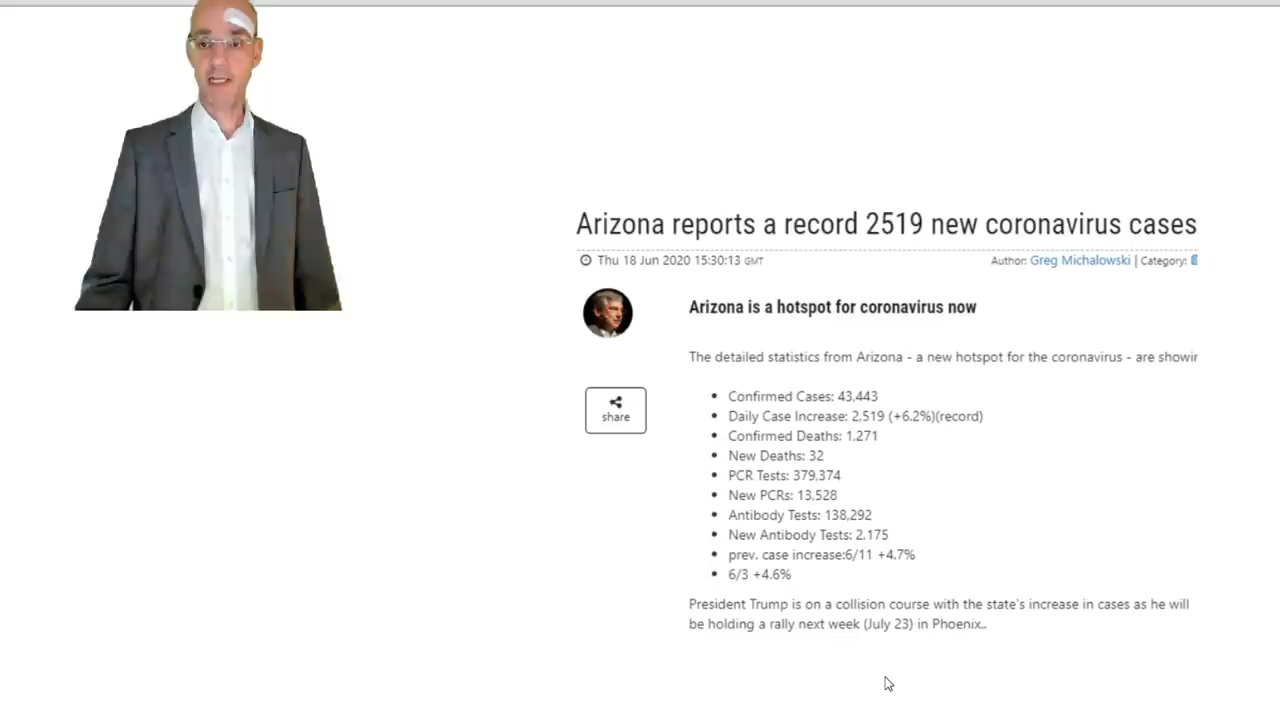 Arizona reports a record 2519 new coronavirus cases
Thu 18 Jun 2020 15:30:13 GMT
Author: Greg Michalowski | Category:
Arizona is a hotspot for coronavirus now
The detailed statistics from Arizona - a new hotspot for the coronavirus - are showin
share
Confirmed Cases: 43,443
Daily Case Increase: 2,519 (+6.2%)(record)
Confirmed Deaths: 1,271
New Deaths: 32
PCR Tests: 379,374
New PCRs: 13,528
Antibody Tests: 138,292
New Antibody Tests: 2,175
prev. case increase:6/11 +4.7%
6/3 +4.6%
President Trump is on a collision course with the state's increase in cases as he will
be holding a rally next week (July 23) in Phoenix..